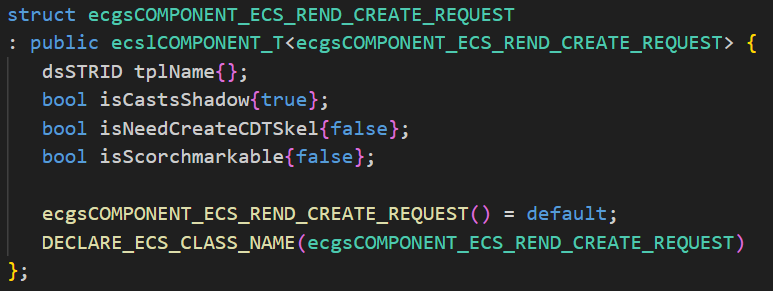 struct ecgsCOMPONENT_ECS_REND_CREATE_REQUEST
: public ecslCOMPONENT_T<ecgsCOMPONENT_ECS_REND_CREATE_REQUEST> {
dsSTRID tplName{};
bool isCastsShadow{true};
bool isNeedCreateCDTSkel{false};
bool isScorchmarkable{false};
ecgsCOMPONENT_ECS_REND_CREATE_REQUEST() = default;
DECLARE_ECS_CLASS_NAME(ecgsCOMPONENT_ECS_REND_CREATE_REQUEST)
};